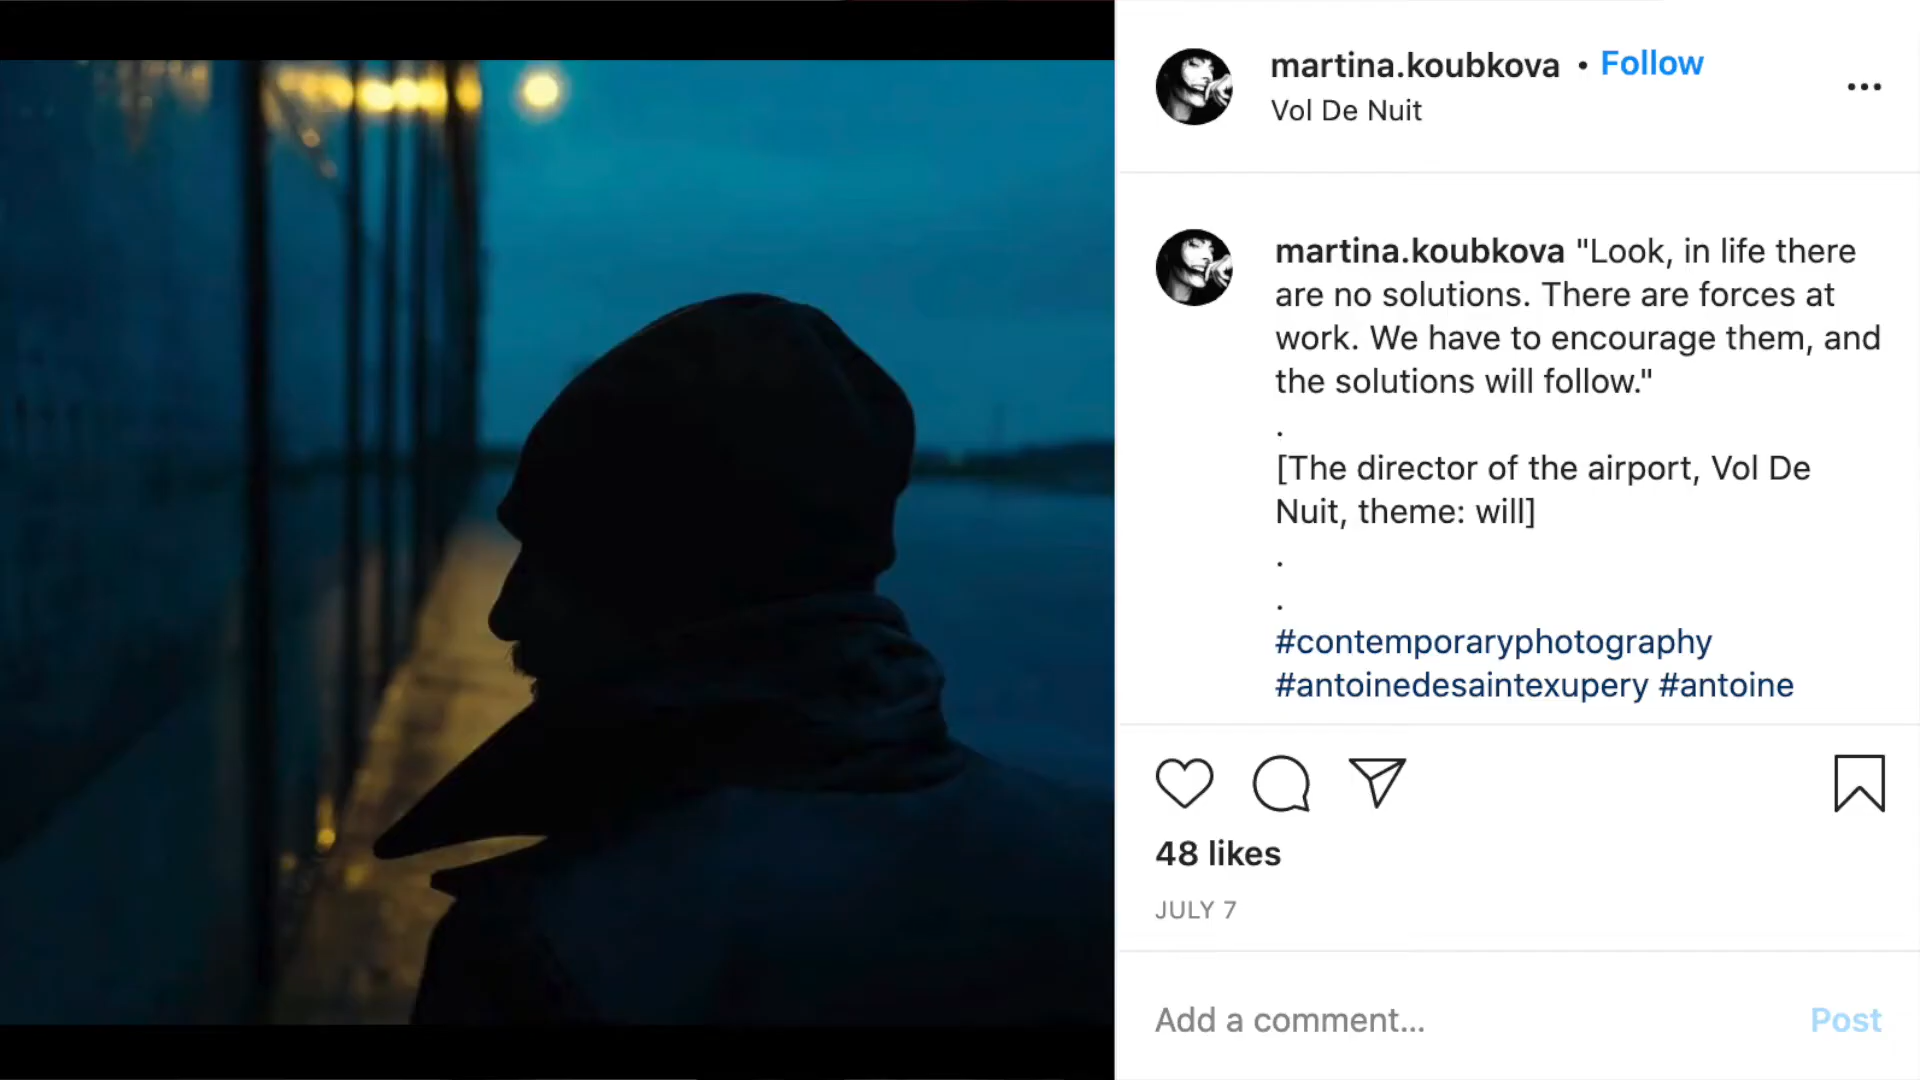 martina.koubkova • Follow
Vol De Nuit
martina.koubkova "Look, in life there
are no solutions. There are forces at
work. We have to encourage them, and
the solutions will follow."
.
[The director of the airport, Vol De
Nuit, theme: will]
.
.
#contemporaryphotography
#antoinedesaintexupery #antoine
48 likes
JULY 7
Add a comment...
Post